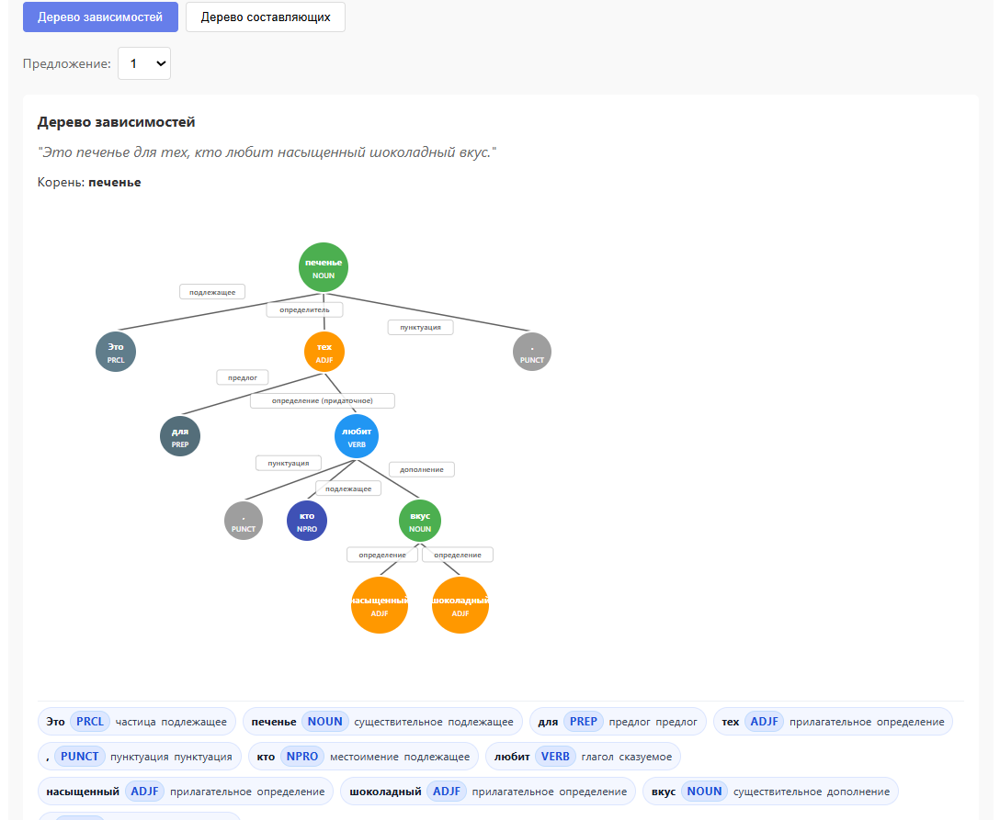 Дерево зависимостей Дерево составляющих
Предложение: 1
Дерево зависимостей
"Это печенье для тех, кто любит насыщенный шоколадный вкус."
Корень: печенье
печенье
NOUN
подлежащее
определитель
пунктуация
Это
PRCL
тех
ADJF
.
PUNCT
предлог
определение (придаточное)
для
PREP
любит
VERB
пунктуация
дополнение
подлежащее
,
PUNCT
кто
NPRO
вкус
NOUN
определение определение
насыщенный
ADJF
шоколадный
ADJF
Это PRCL частица подлежащее печенье NOUN существительное подлежащее для PREP предлог предлог тех ADJF прилагательное определение
, PUNCT пунктуация пунктуация кто NPRO местоимение подлежащее любит VERB глагол сказуемое
насыщенный ADJF прилагательное определение шоколадный ADJF прилагательное определение вкус NOUN существительное дополнение